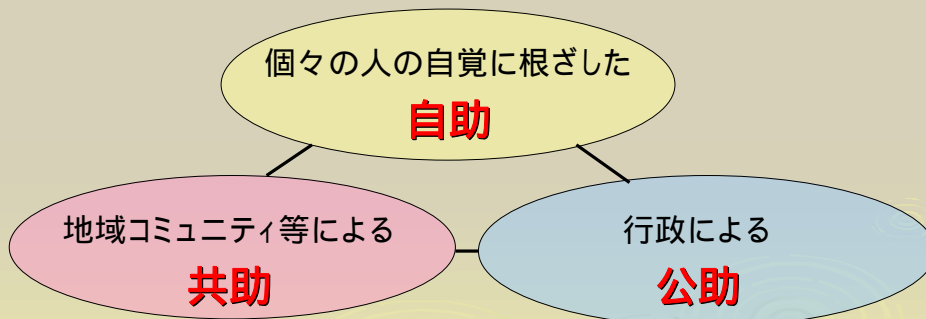 個々の人の自覚に根ざした
自助
地域コミュニティ等による
共助
行政による
公助